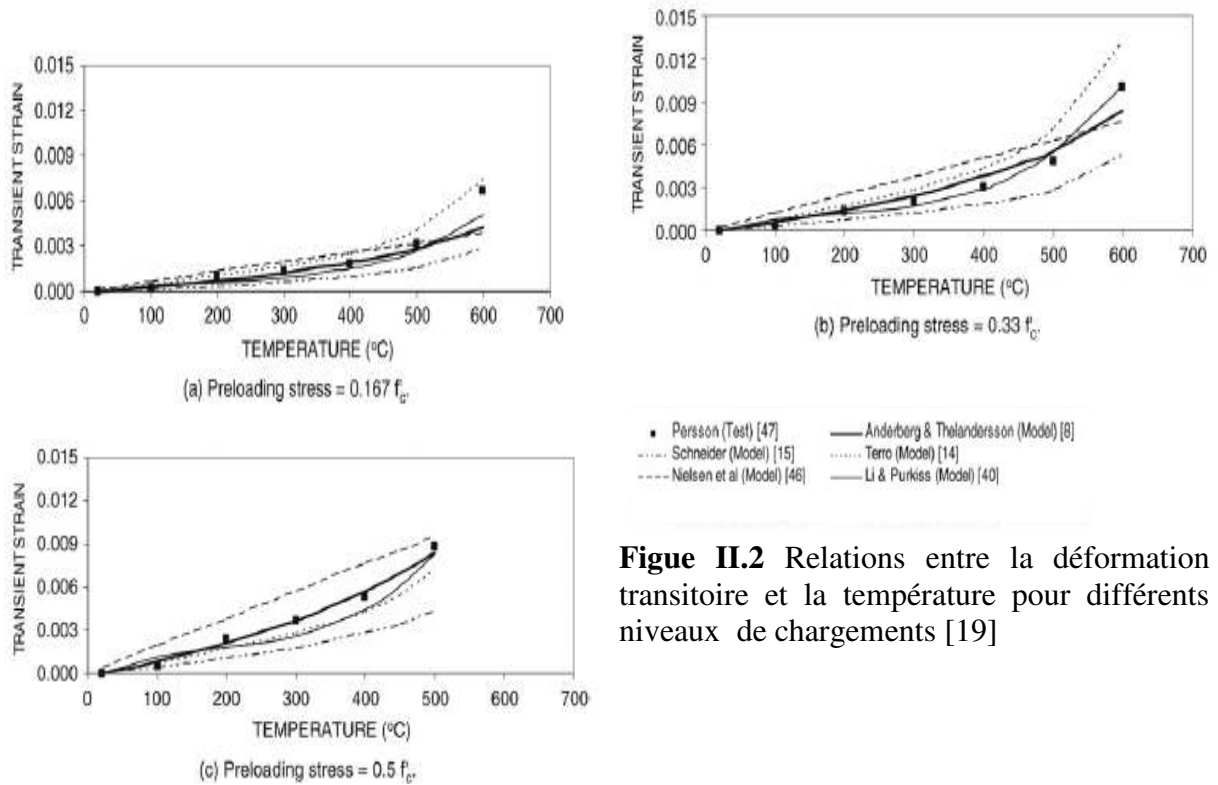 0.015
0.012
0.009
0.006
0.003
0.000
TRANSIENT STRAIN
0 100 200 300 400 500 600 700
TEMPERATURE (ºC)
(a) Preloading stress = 0.167 f'c.
0.015
0.012
0.009
0.006
0.003
0.000
TRANSIENT STRAIN
0 100 200 300 400 500 600 700
TEMPERATURE (ºC)
(b) Preloading stress = 0.33 f'c.
Persson (Test) [47]
Anderberg & Thelandersson (Model) [8]
Schneider (Model) [15]
Terro (Model) [14]
Nielsen et al (Model) [46]
Li & Purkiss (Model) [40]
0.015
0.012
0.009
0.006
0.003
0.000
TRANSIENT STRAIN
0 100 200 300 400 500 600 700
TEMPERATURE (ºC)
(c) Preloading stress = 0.5 f'c.
Figue II.2 Relations entre la déformation
transitoire et la température pour différents
niveaux de chargements [19]